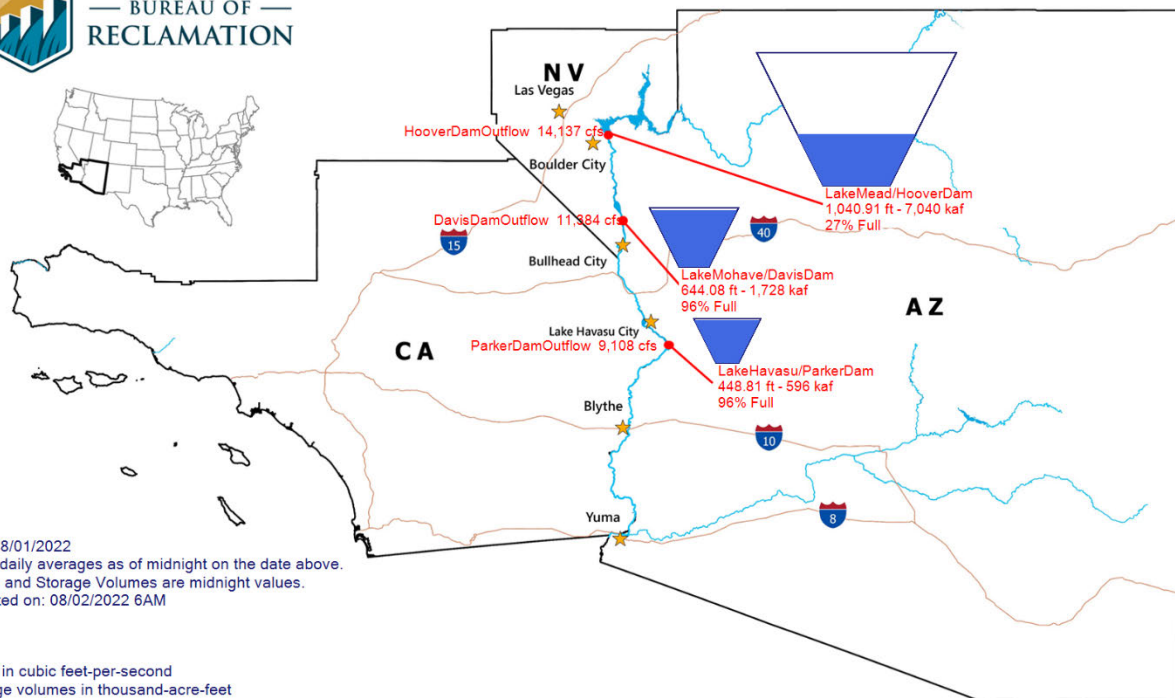 BUREAU OF
RECLAMATION
NV
Las Vegas
HooverDamOutflow 14,137 cfs
Boulder City
LakeMead/HooverDam
1,040.91 ft - 7,040 kaf
27% Full
DavisDamOutflow 11,384 cfs
15
40
Bullhead City
LakeMohave/DavisDam
644.08 ft - 1,728 kaf
96% Full
AZ
Lake Havasu City
CA
ParkerDamOutflow 9,108 cfs
LakeHavasu/ParkerDam
448.81 ft - 596 kaf
96% Full
Blythe
10
Yuma
8
8/01/2022
daily averages as of midnight on the date above.
and Storage Volumes are midnight values.
ted on: 08/02/2022 6AM
in cubic feet-per-second
ge volumes in thousand-acre-feet